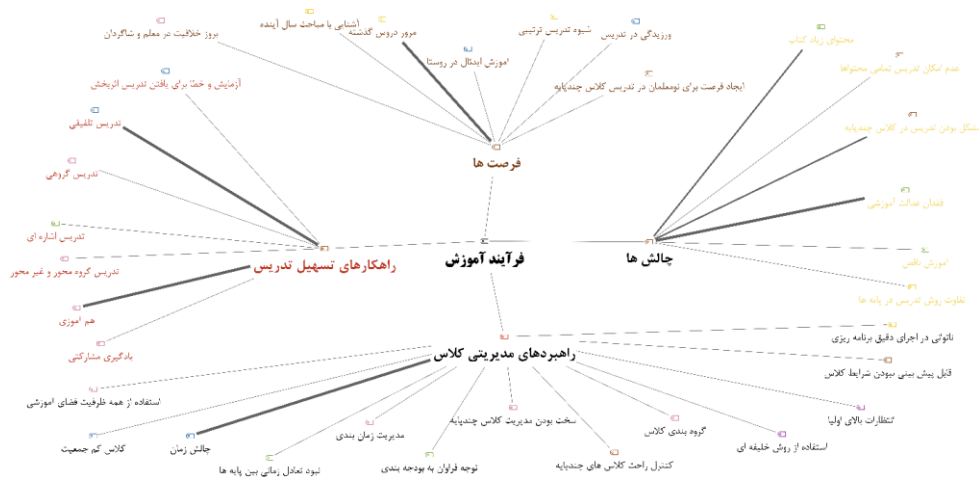 ورزیدگی در تدریس
شیوه تدریس ترتیبی
آشنایی با مباحث سال آینده
بروز خلاقیت در معلم و شاگردان
مرور دروس گذشته
محتوای زیاد کتاب
اموزش ایدئال در روستا
عدم امکان تدریس تمامی محتواها
ایجاد فرصت برای نومعلمان در تدریس کلاس چندپایه
آزمایش و خطا برای یافتن تدریس اثربخش
تدریس تلفیقی
مشکل بودن تدریس در کلاس چندپایه
فرصت ها
تدریس گروهی
فقدان عدالت آموزشی
تدریس اشاره ای
چالش ها
فرآیند آموزش
راهکارهای تسهیل تدریس
اموزش ناقص
تدریس گروه محور و غیر محور
تفاوت روش تدریس در پایه ها
هم اموزی
ناتوانی در اجرای دقیق برنامه ریزی
راهبردهای مدیریتی کلاس
یادگیری مشارکتی
قابل پیش بینی نبودن شرایط کلاس
استفاده از همه ظرفیت فضای اموزشی
انتظارات بالای اولیا
گروه بندی کلاس
سخت بودن مدیریت کلاس چندپایه
مدیریت زمان بندی
چالش زمان
کلاس کم جمعیت
استفاده از روش خلیفه ای
کنترل راحت کلاس های چندپایه
توجه فراوان به بودجه بندی
نبود تعادل زمانی بین پایه ها